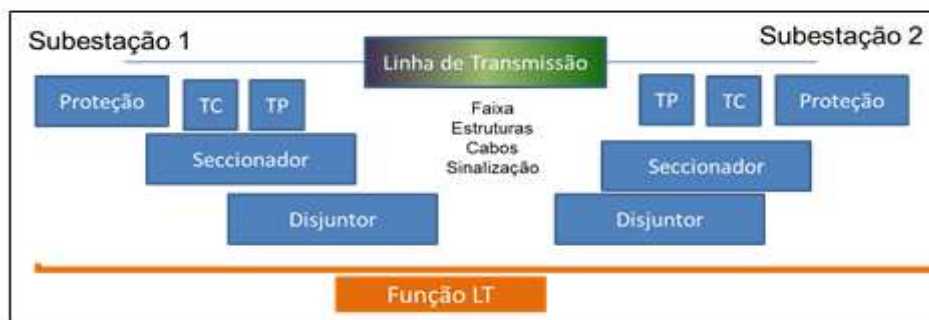 Subestação 1
Subestação 2
Linha de Transmissão
Proteção
TC
TP
Faixa
Estruturas
Cabos
Sinalização
TP
TC
Proteção
Seccionador
Seccionador
Disjuntor
Disjuntor
Função LT